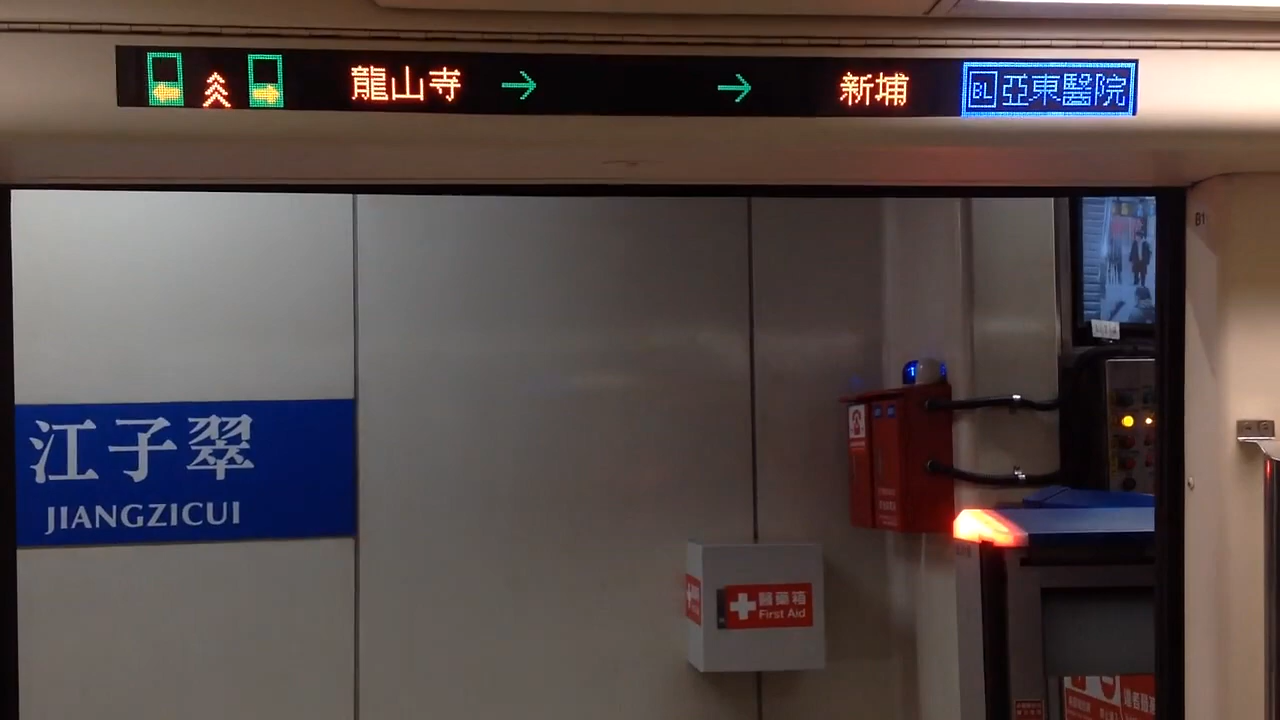 龍山寺 → → 新埔 BL 亞東醫院
B1
江子翠
JIANGZICUI
醫藥箱
First Aid